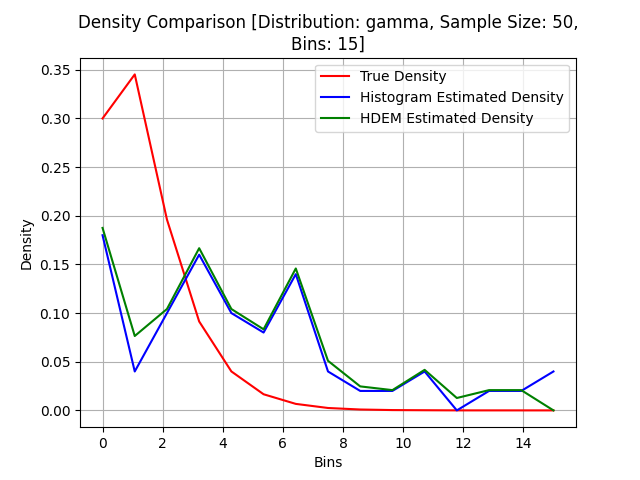 Density Comparison [Distribution: gamma, Sample Size: 50,
Bins: 15]
True Density
Histogram Estimated Density
HDEM Estimated Density
Density
0.35
0.30
0.25
0.20
0.15
0.10
0.05
0.00
0 2 4 6 8 10 12 14
Bins